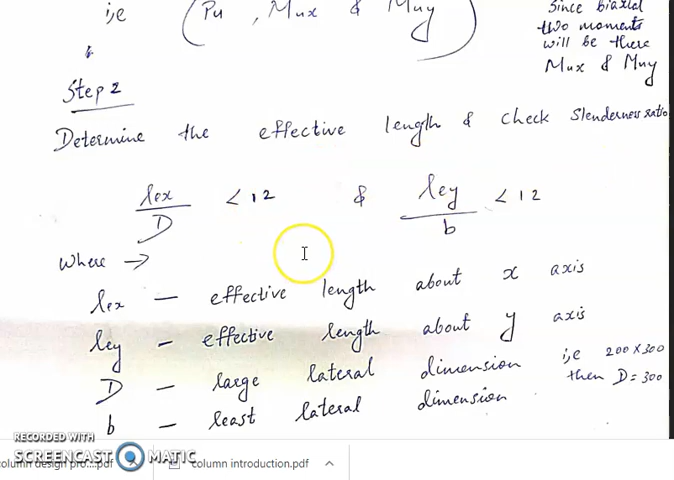 i,e (Pu, Mux & Muy)
Since biaxial
two moments
will be there
Mux & Muy
Step 2
Determine the effective length & check Slenderness ratio
lex/D < 12 & ley/b < 12
Where →
lex — effective length about x axis
ley — effective length about y axis
D — large lateral dimension i,e 200 X 300
then D = 300
b — least lateral dimension
RECORDED WITH
SCREENCAST MATIC
column design pro....pdf
column introduction.pdf